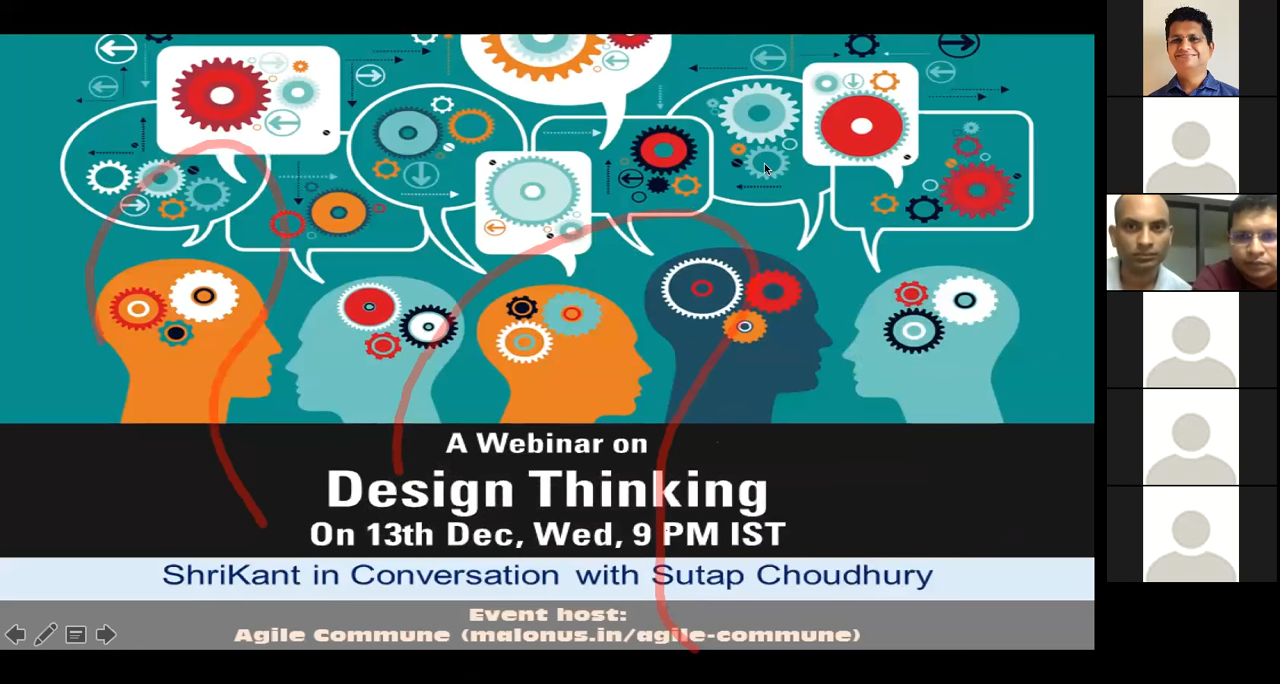 A Webinar on
Design Thinking
On 13th Dec, Wed, 9 PM IST
ShriKant in Conversation with Sutap Choudhury
Event host:
Agile Commune (malonus.in/agile-commune)